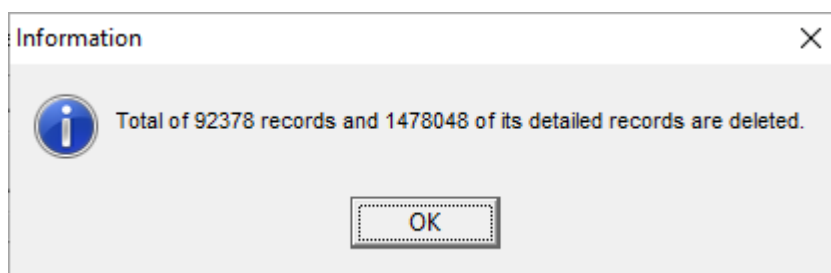 Information
Total of 92378 records and 1478048 of its detailed records are deleted.
OK